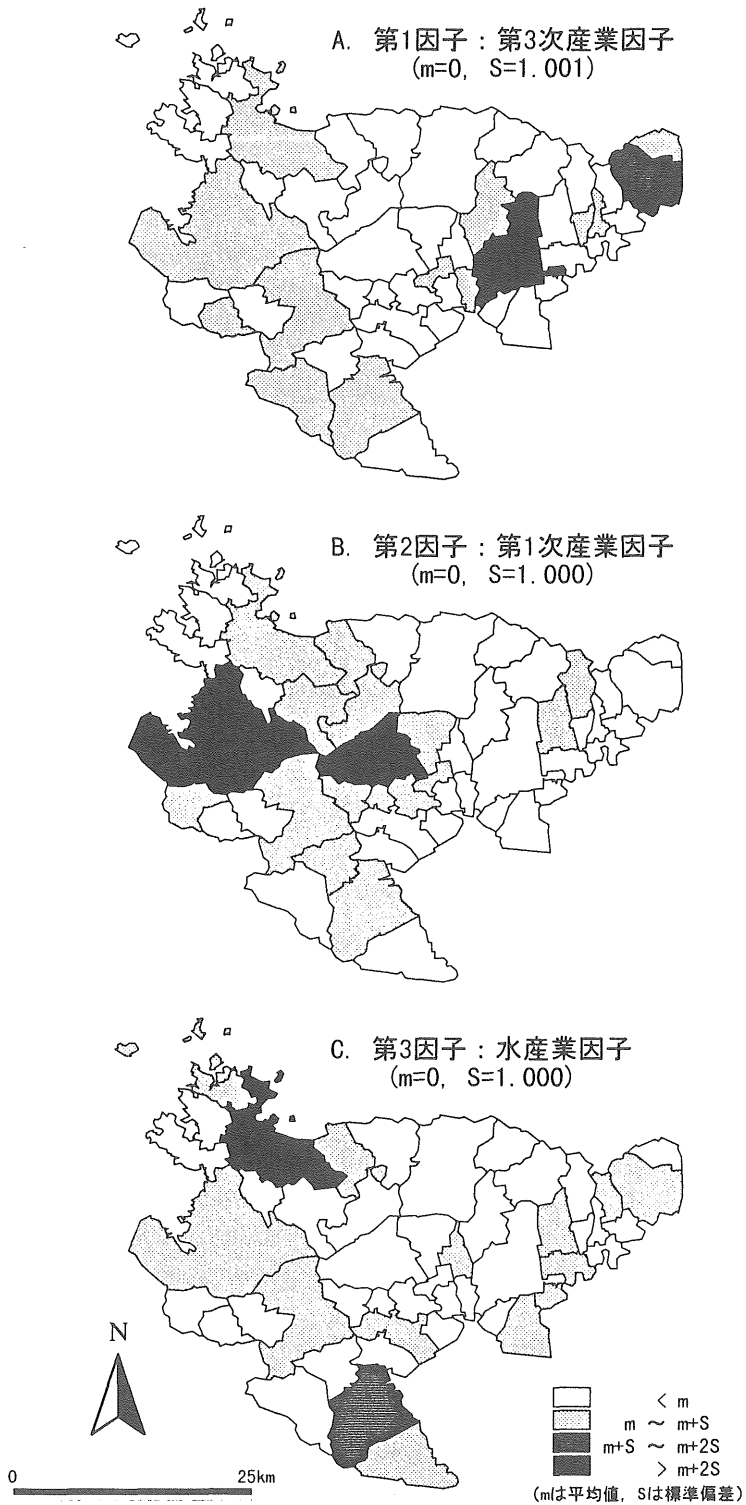 A. 第1因子：第3次産業因子
(m=0, S=1.001)
B. 第2因子：第1次産業因子
(m=0, S=1.000)
C. 第3因子：水産業因子
(m=0, S=1.000)
N
0 25km
< m
m ～ m+S
m+S ～ m+2S
> m+2S
(mは平均値, Sは標準偏差)